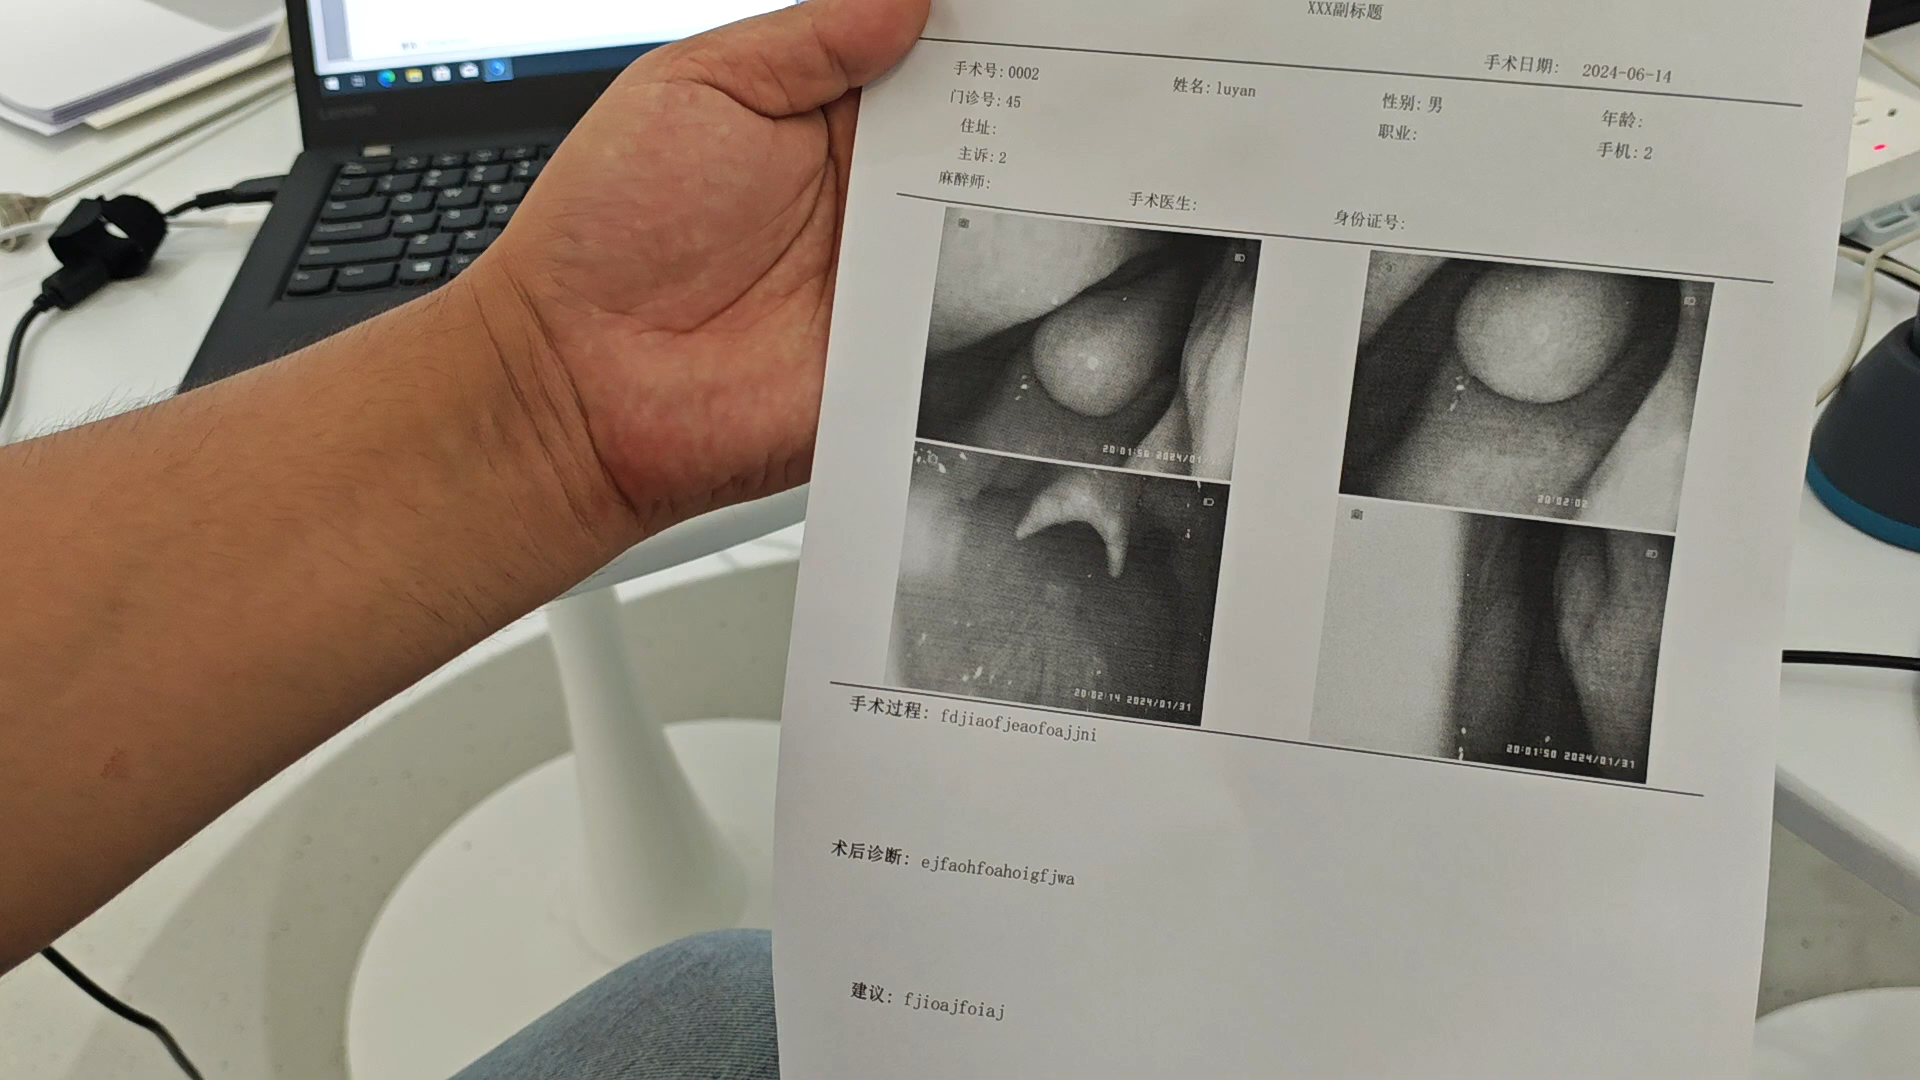 XXX副标题
手术日期: 2024-06-14
手术号:0002 姓名:luyan 性别:男 年龄:
门诊号:45
住址: 职业: 手机:2
主诉:2
麻醉师: 手术医生: 身份证号:
20:01:56 2024/01
20:02:02
20:02:14 2024/01/31
20:01:50 2024/01/31
手术过程: fdjiaofjeaofoajjni
术后诊断: ejfaohfoahoigfjwa
建议: fjioajfoiaj